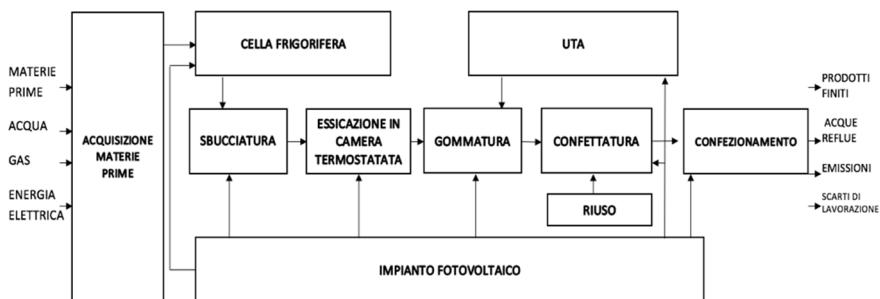 MATERIE
PRIME
ACQUA
GAS
ENERGIA
ELETTRICA
ACQUISIZIONE
MATERIE
PRIME
CELLA FRIGORIFERA
UTA
SBUCCIATURA
ESSICAZIONE IN
CAMERA
TERMOSTATATA
GOMMATURA
CONFETTATURA
CONFEZIONAMENTO
RIUSO
IMPIANTO FOTOVOLTAICO
PRODOTTI
FINITI
ACQUE
REFLUE
EMISSIONI
SCARTI DI
LAVORAZIONE